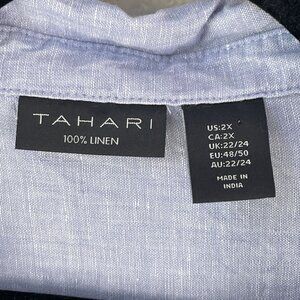 TAHARI
100% LINEN
US:2X
CA:2X
UK:22/24
EU:48/50
AU:22/24
MADE IN
INDIA